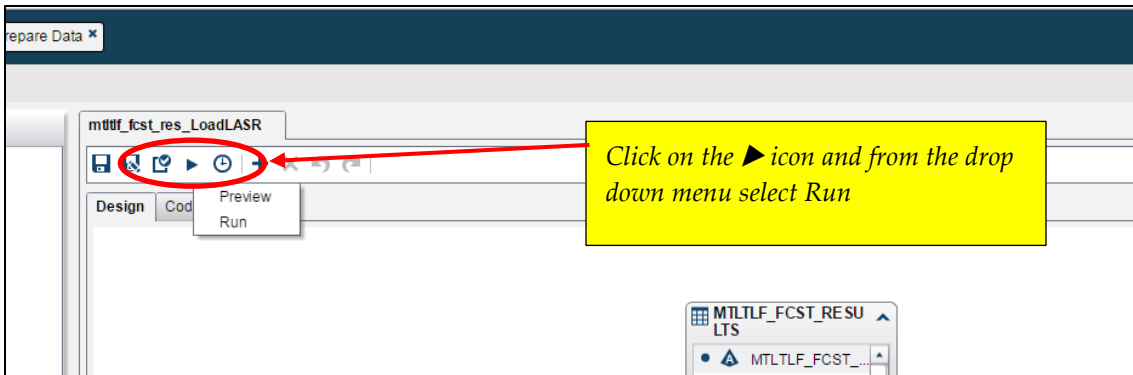 repare Data ×
mtltlf_fcst_res_LoadLASR
Click on the ▶ icon and from the drop
down menu select Run
Preview
Design Cod
Run
MTLTLF_FCST_RESU
LTS
MTLTLF_FCST_...